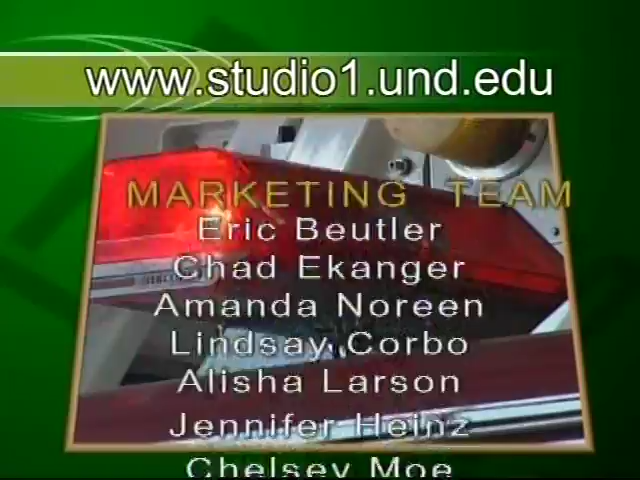 www.studio1.und.edu
MARKETING TEAM
Eric Beutler
Chad Ekanger
Amanda Noreen
Lindsay Corbo
Alisha Larson
Jennifer Heinz
Chelsey Moe